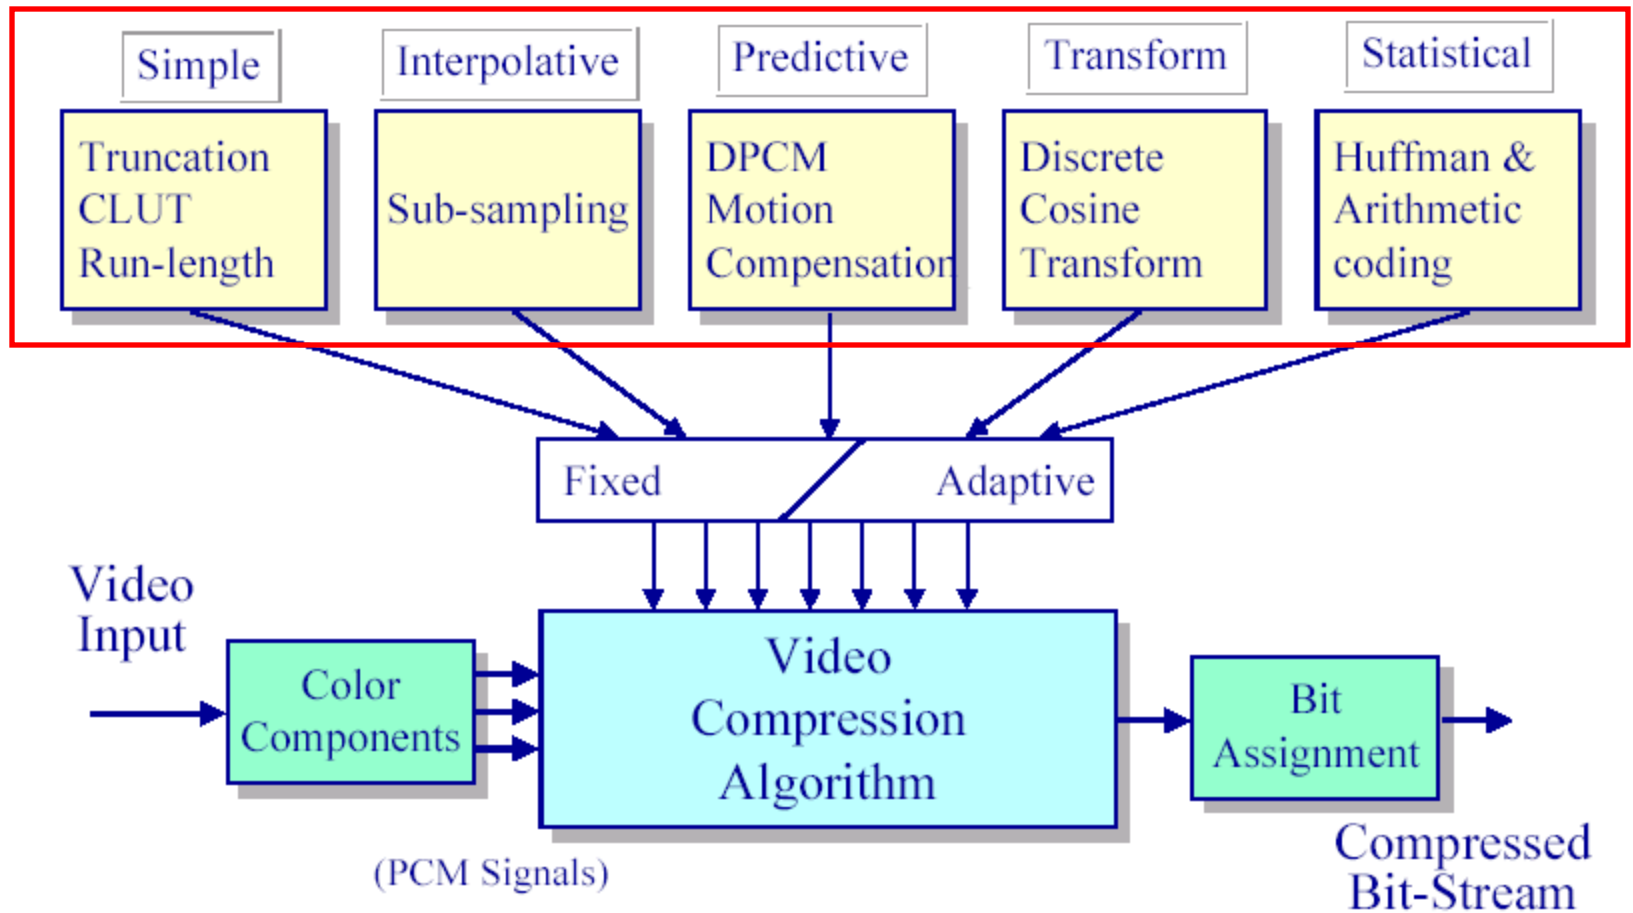 Simple
Interpolative
Predictive
Transform
Statistical
Truncation
CLUT
Run-length
Sub-sampling
DPCM
Motion
Compensation
Discrete
Cosine
Transform
Huffman &
Arithmetic
coding
Fixed
Adaptive
Video
Input
Color
Components
Video
Compression
Algorithm
Bit
Assignment
(PCM Signals)
Compressed
Bit-Stream